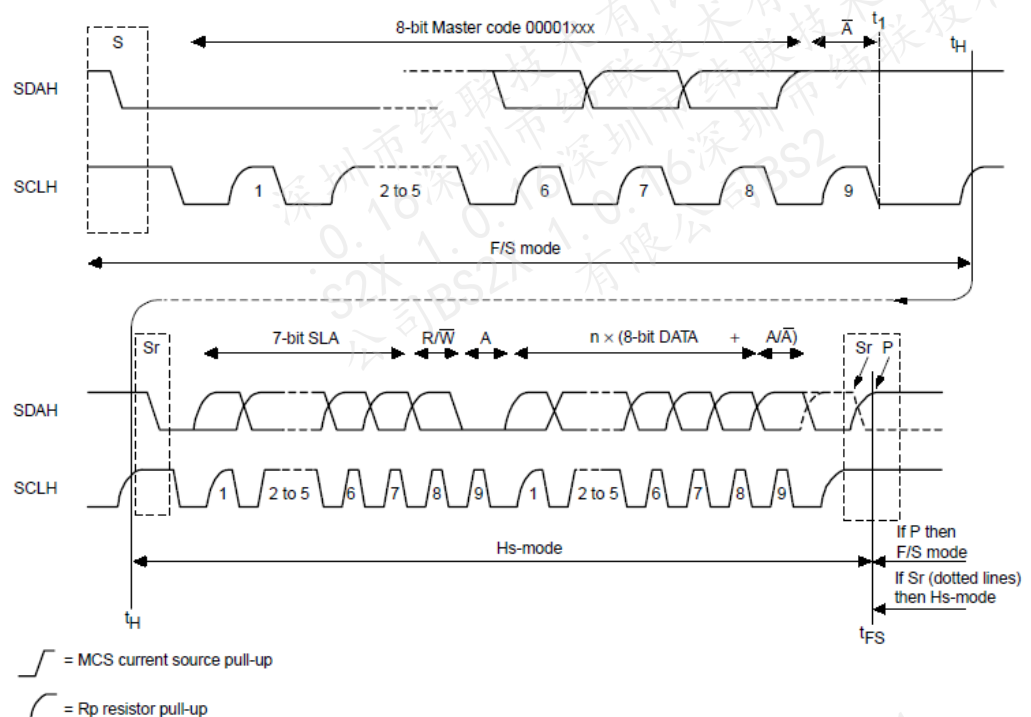 8-bit Master code 00001xxx
S
A
t1
tH
SDAH
SCLH
1
2 to 5
6
7
8
9
F/S mode
Sr
7-bit SLA
R/W
A
n × (8-bit DATA + A/A)
Sr P
SDAH
SCLH
1
2 to 5
6
7
8
9
1
2 to 5
6
7
8
9
If P then
F/S mode
Hs-mode
If Sr (dotted lines)
then Hs-mode
tH
tFS
= MCS current source pull-up
= Rp resistor pull-up